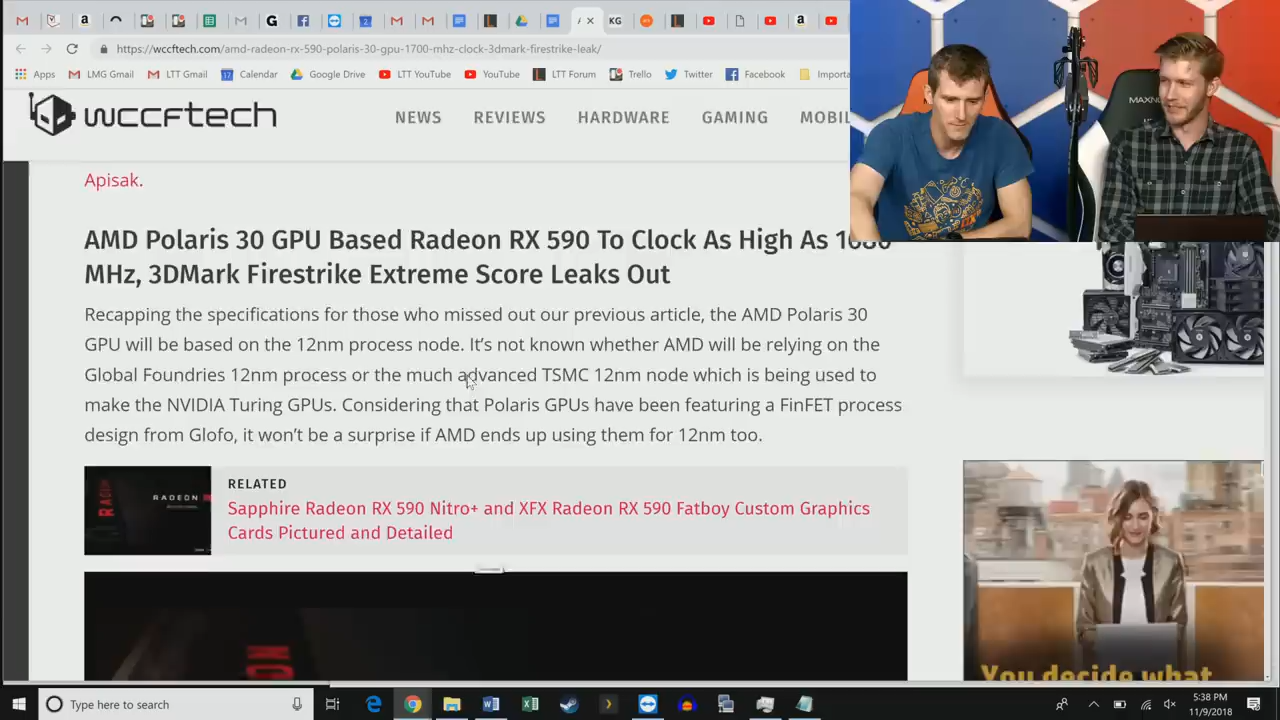 https://wccftech.com/amd-radeon-rx-590-polaris-30-gpu-1700-mhz-clock-3dmark-firestrike-leak/
Apps LMG Gmail LTT Gmail Calendar Google Drive LTT YouTube YouTube LTT Forum Trello Twitter Facebook Importa
wccftech NEWS REVIEWS HARDWARE GAMING MOBIL
MAXNO
Apisak.
AMD Polaris 30 GPU Based Radeon RX 590 To Clock As High As 1680
MHz, 3DMark Firestrike Extreme Score Leaks Out
Recapping the specifications for those who missed out our previous article, the AMD Polaris 30
GPU will be based on the 12nm process node. It’s not known whether AMD will be relying on the
Global Foundries 12nm process or the much advanced TSMC 12nm node which is being used to
make the NVIDIA Turing GPUs. Considering that Polaris GPUs have been featuring a FinFET process
design from Glofo, it won’t be a surprise if AMD ends up using them for 12nm too.
RADEON
RELATED
Sapphire Radeon RX 590 Nitro+ and XFX Radeon RX 590 Fatboy Custom Graphics
Cards Pictured and Detailed
You decide what
Type here to search
5:38 PM
11/9/2018